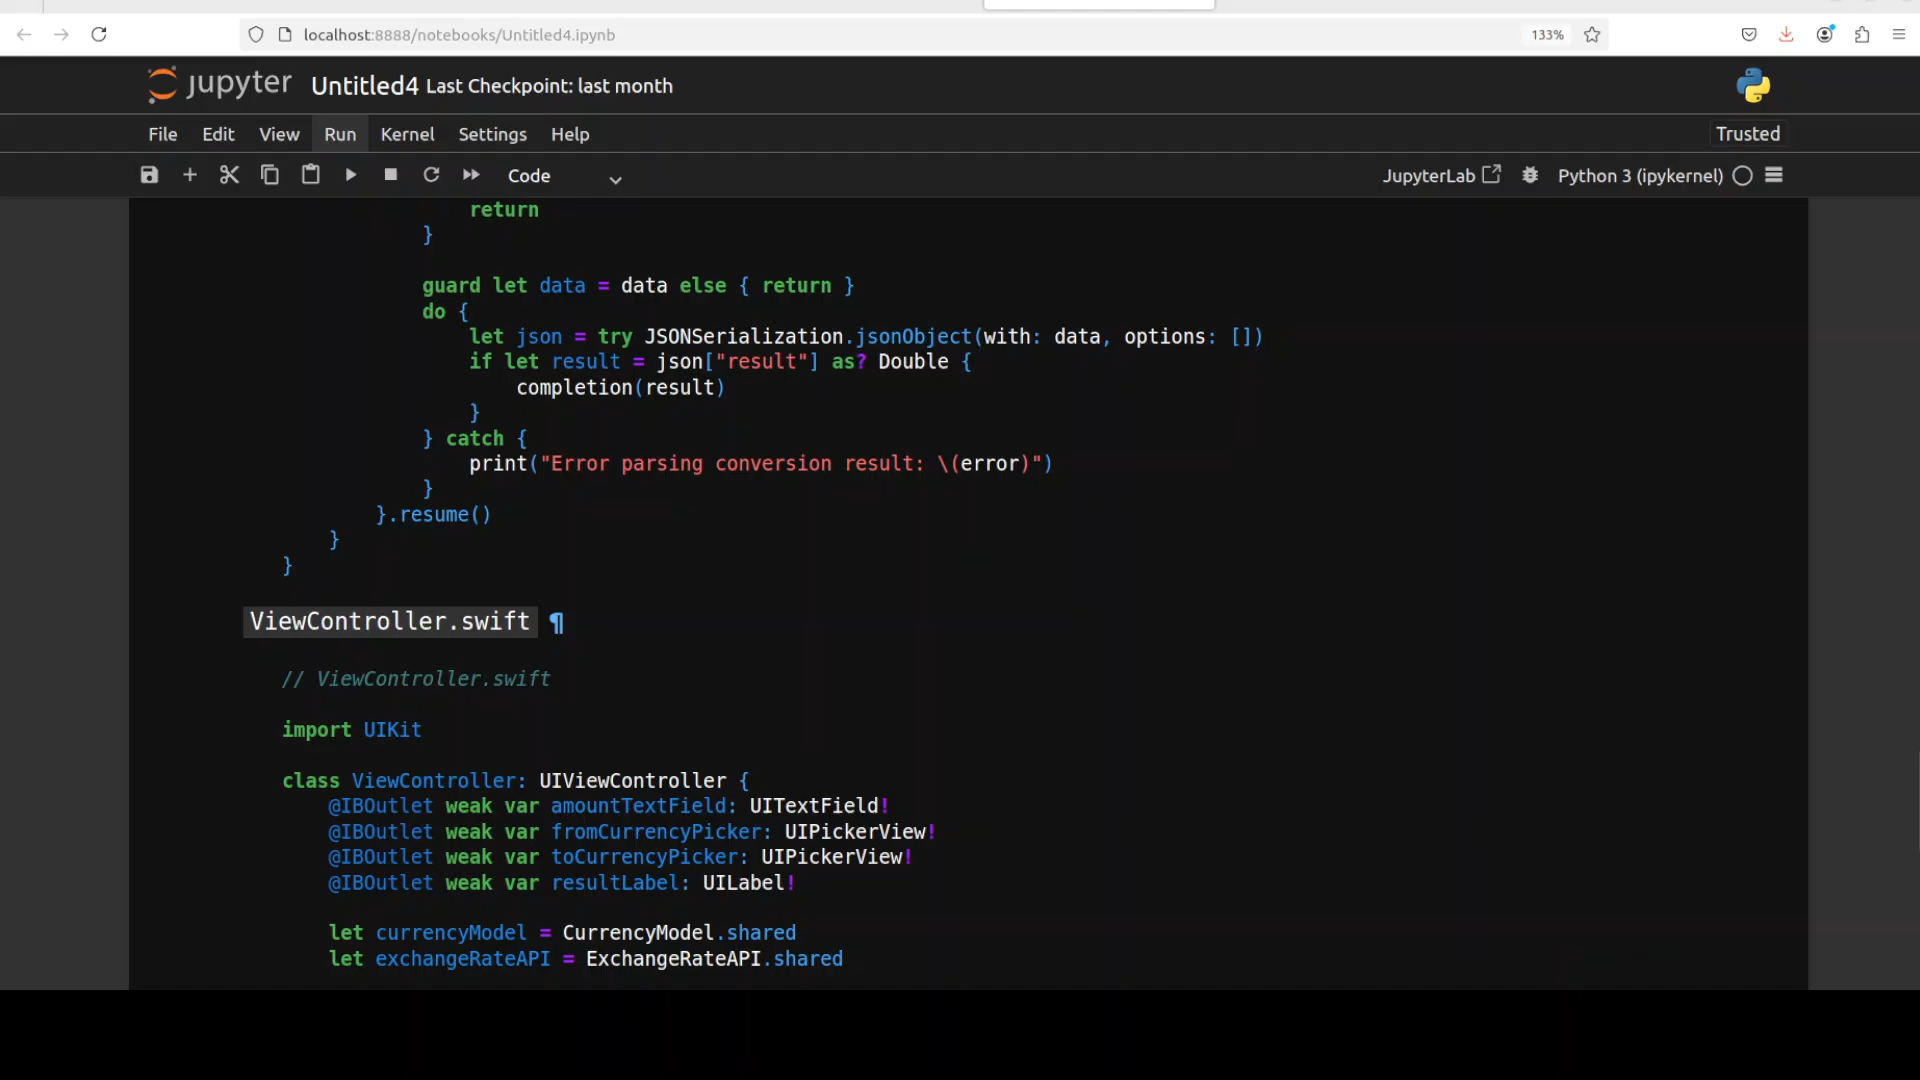 localhost:8888/notebooks/Untitled4.ipynb
133%
jupyter Untitled4 Last Checkpoint: last month
File Edit View Run Kernel Settings Help
Trusted
Code
JupyterLab
Python 3 (ipykernel)
return
}
guard let data = data else { return }
do {
let json = try JSONSerialization.jsonObject(with: data, options: [])
if let result = json["result"] as? Double {
completion(result)
}
} catch {
print("Error parsing conversion result: \(error)")
}
}.resume()
}
}
ViewController.swift ¶
// ViewController.swift
import UIKit
class ViewController: UIViewController {
@IBOutlet weak var amountTextField: UITextField!
@IBOutlet weak var fromCurrencyPicker: UIPickerView!
@IBOutlet weak var toCurrencyPicker: UIPickerView!
@IBOutlet weak var resultLabel: UILabel!
let currencyModel = CurrencyModel.shared
let exchangeRateAPI = ExchangeRateAPI.shared